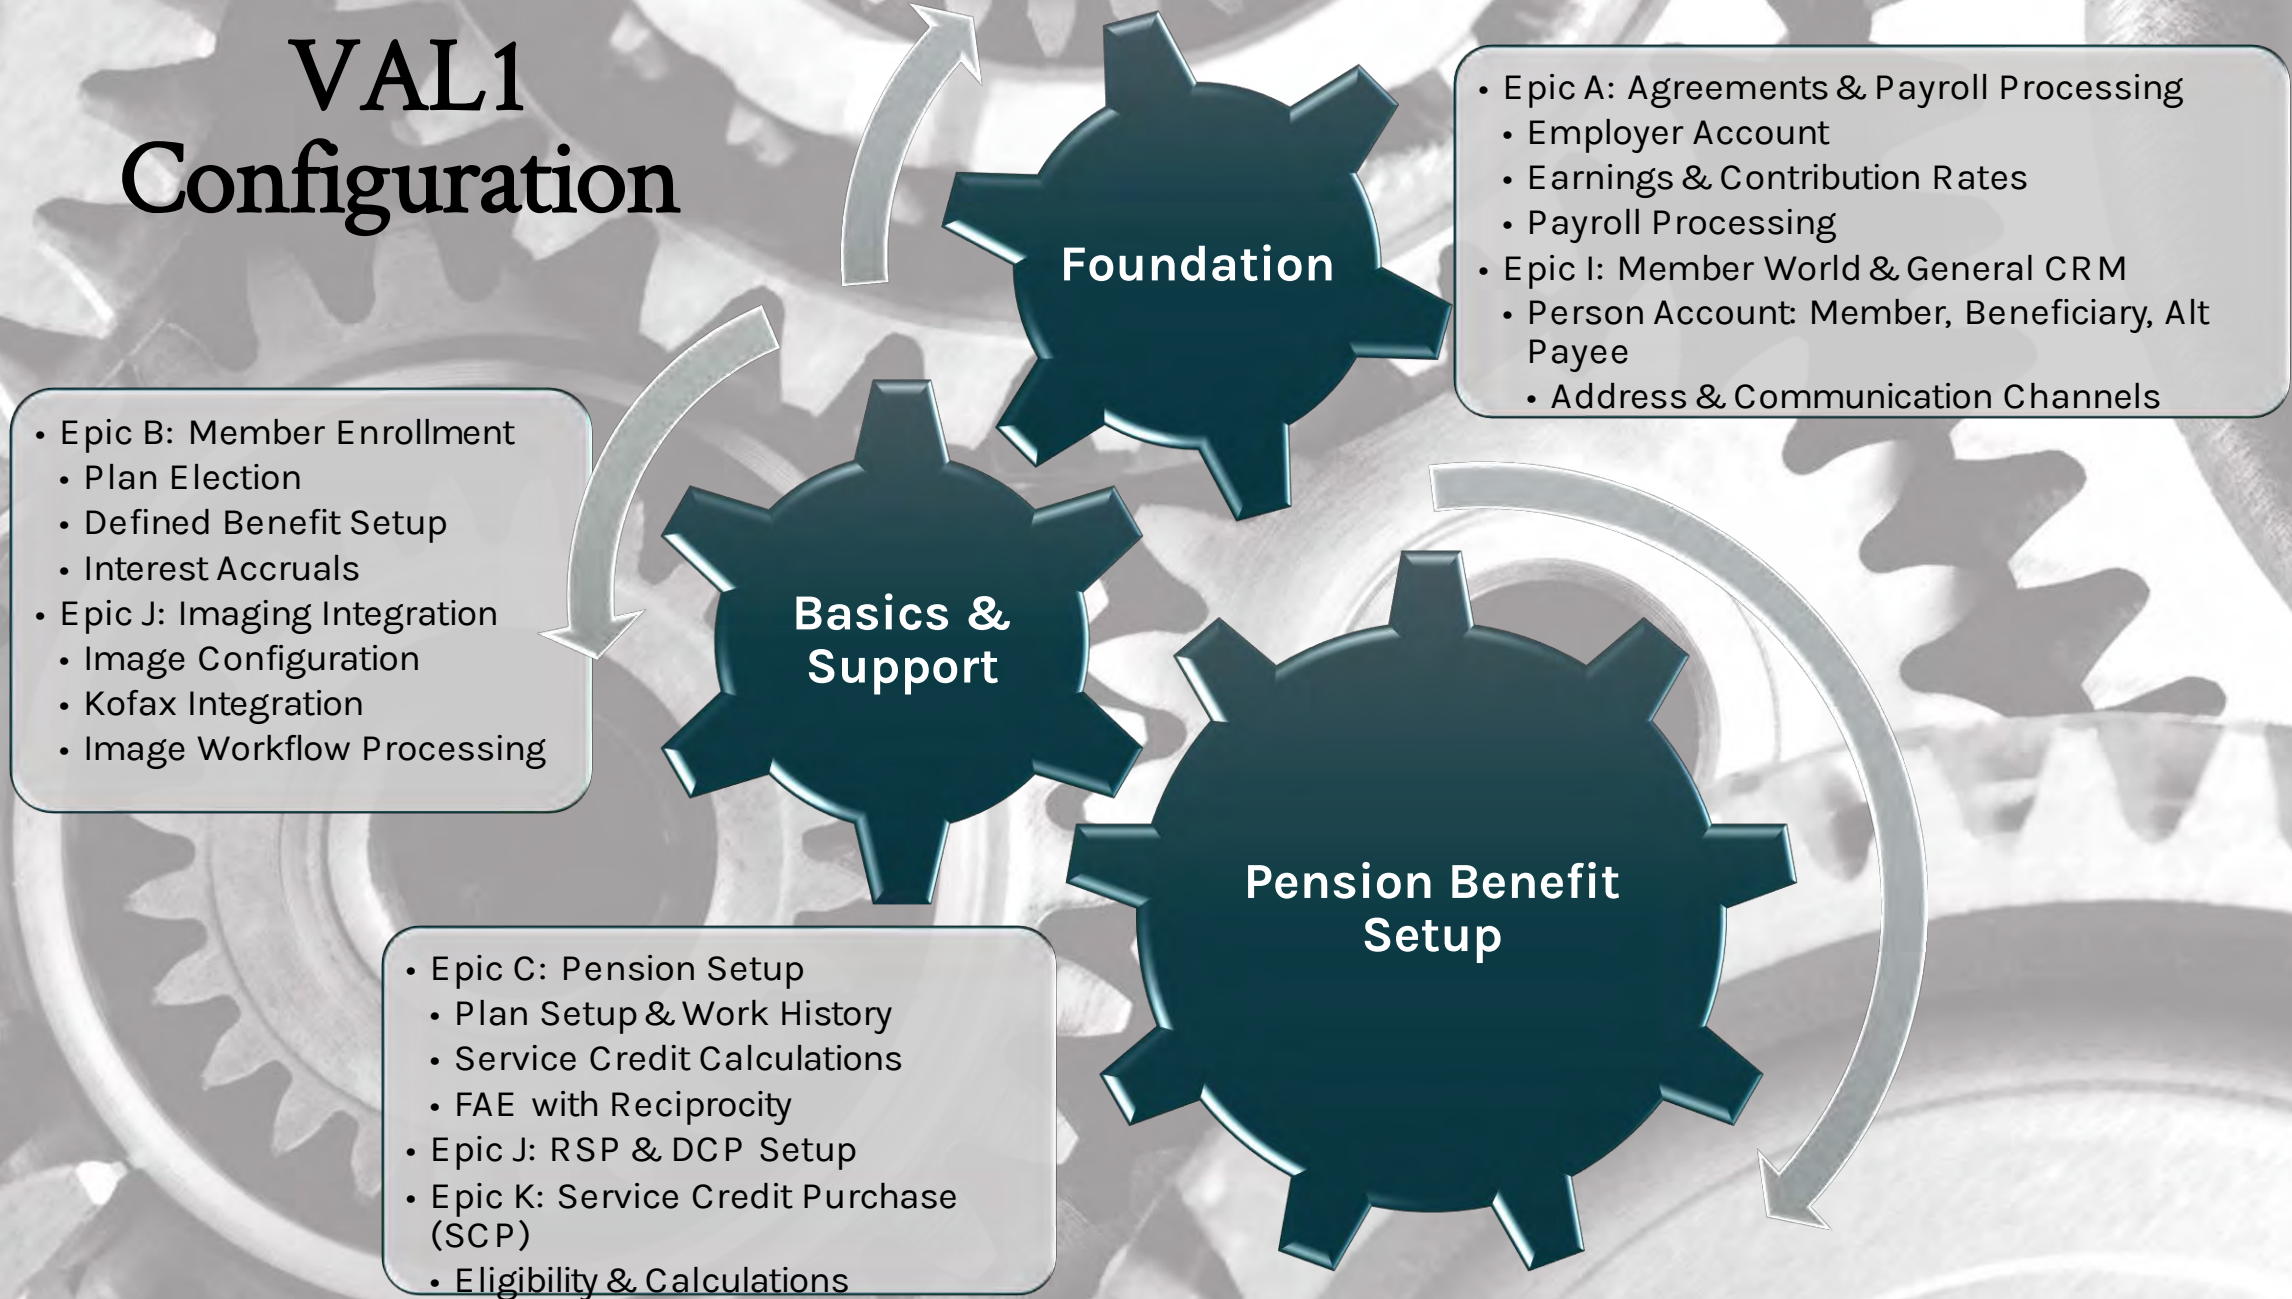 VAL1
Configuration
Foundation
• Epic A: Agreements & Payroll Processing
• Employer Account
• Earnings & Contribution Rates
• Payroll Processing
• Epic I: Member World & General CRM
• Person Account: Member, Beneficiary, Alt
Payee
• Address & Communication Channels
• Epic B: Member Enrollment
• Plan Election
• Defined Benefit Setup
• Interest Accruals
• Epic J: Imaging Integration
• Image Configuration
• Kofax Integration
• Image Workflow Processing
Basics &
Support
Pension Benefit
Setup
• Epic C: Pension Setup
• Plan Setup & Work History
• Service Credit Calculations
• FAE with Reciprocity
• Epic J: RSP & DCP Setup
• Epic K: Service Credit Purchase
(SCP)
• Eligibility & Calculations